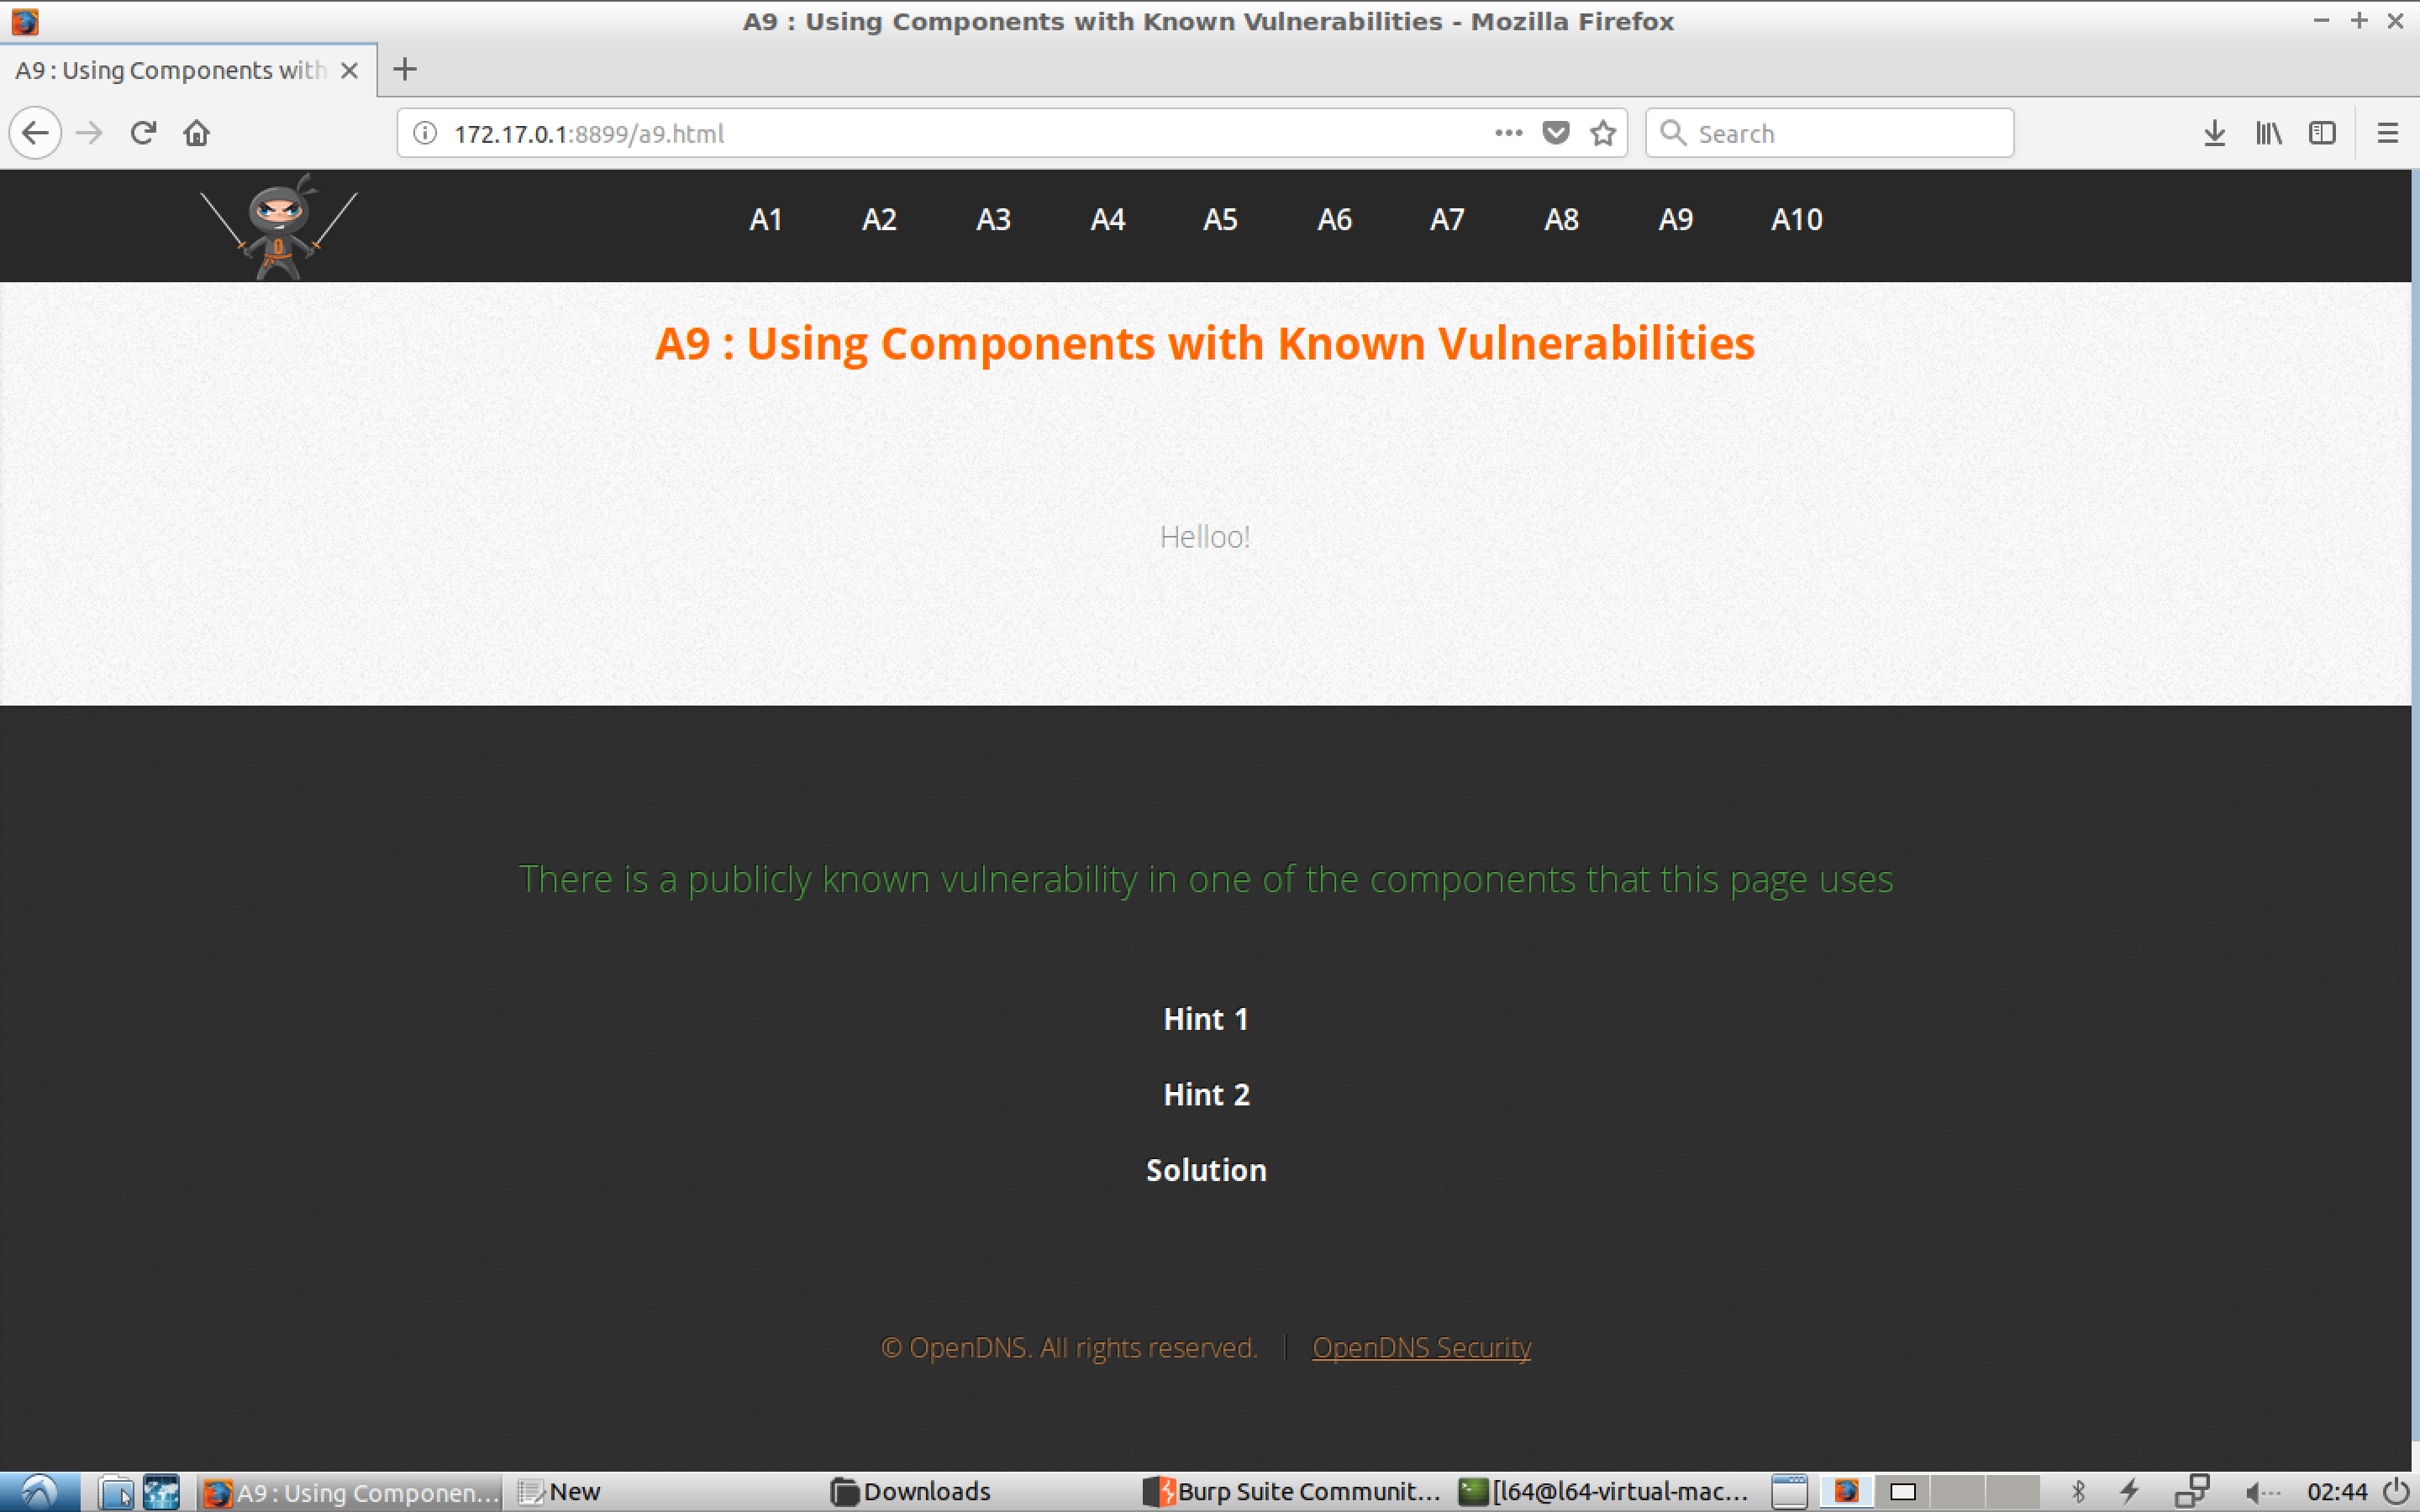 A9 : Using Components with Known Vulnerabilities - Mozilla Firefox
A9 : Using Components with
172.17.0.1:8899/a9.html
Search
A1 A2 A3 A4 A5 A6 A7 A8 A9 A10
A9 : Using Components with Known Vulnerabilities
Helloo!
There is a publicly known vulnerability in one of the components that this page uses
Hint 1
Hint 2
Solution
© OpenDNS. All rights reserved. | OpenDNS Security
A9 : Using Componen... New Downloads Burp Suite Communit... [l64@l64-virtual-mac... 02:44